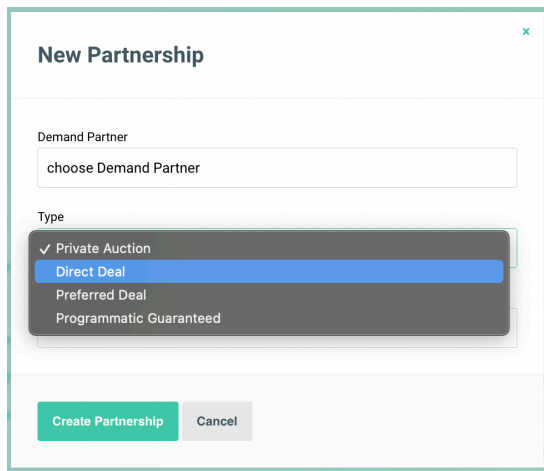 x
New Partnership
Demand Partner
choose Demand Partner
Type
✓ Private Auction
Direct Deal
Preferred Deal
Programmatic Guaranteed
Create Partnership
Cancel